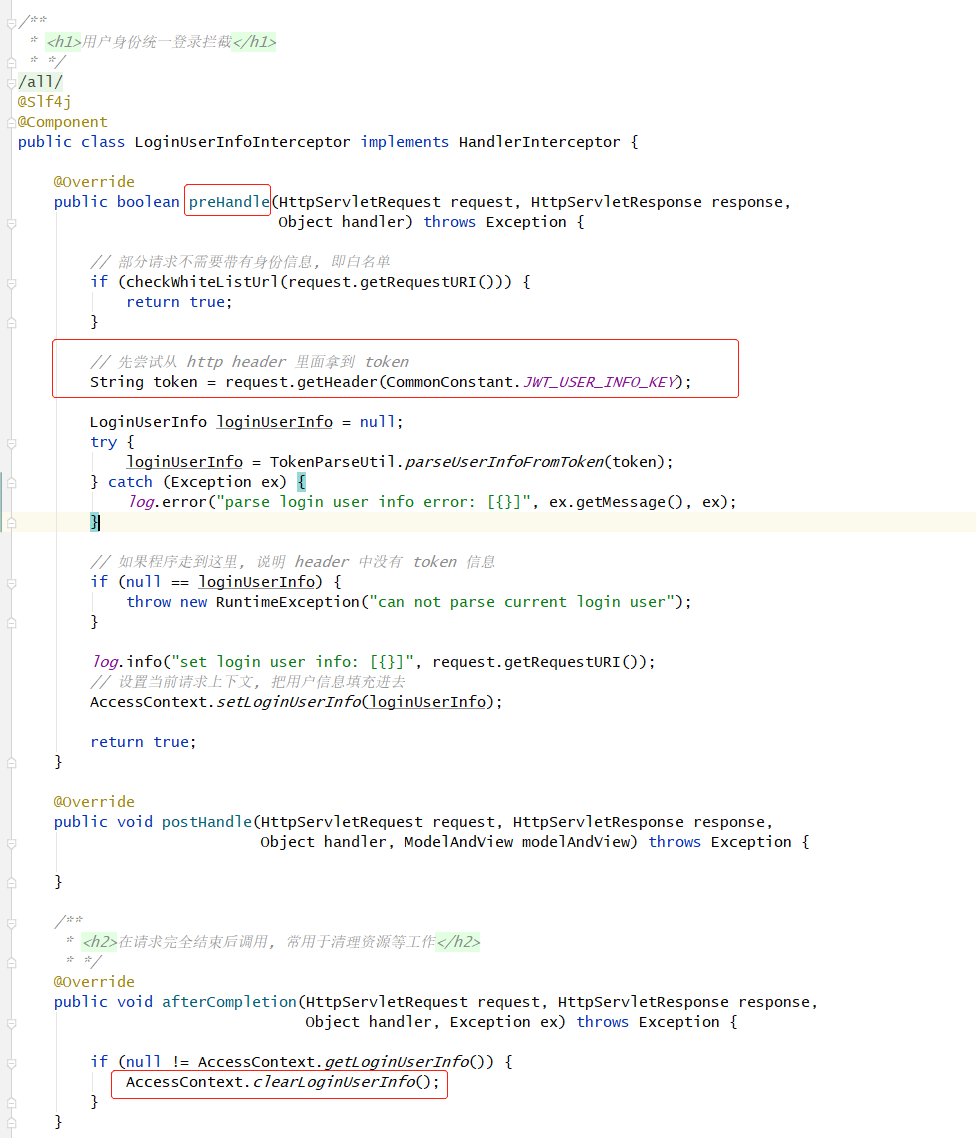 /**
 * <h1>用户身份统一登录拦截</h1>
 * */
/all/
@Slf4j
@Component
public class LoginUserInfoInterceptor implements HandlerInterceptor {
    @Override
    public boolean preHandle(HttpServletRequest request, HttpServletResponse response,
                             Object handler) throws Exception {
        // 部分请求不需要带有身份信息, 即白名单
        if (checkWhiteListUrl(request.getRequestURI())) {
            return true;
        }
        // 先尝试从 http header 里面拿到 token
        String token = request.getHeader(CommonConstant.JWT_USER_INFO_KEY);
        LoginUserInfo loginUserInfo = null;
        try {
            loginUserInfo = TokenParseUtil.parseUserInfoFromToken(token);
        } catch (Exception ex) {
            log.error("parse login user info error: [{}]", ex.getMessage(), ex);
        }
        // 如果程序走到这里, 说明 header 中没有 token 信息
        if (null == loginUserInfo) {
            throw new RuntimeException("can not parse current login user");
        }
        log.info("set login user info: [{}]", request.getRequestURI());
        // 设置当前请求上下文, 把用户信息填充进去
        AccessContext.setLoginUserInfo(loginUserInfo);
        return true;
    }
    @Override
    public void postHandle(HttpServletRequest request, HttpServletResponse response,
                           Object handler, ModelAndView modelAndView) throws Exception {
    }
    /**
     * <h2>在请求完全结束后调用, 常用于清理资源等工作</h2>
     * */
    @Override
    public void afterCompletion(HttpServletRequest request, HttpServletResponse response,
                                Object handler, Exception ex) throws Exception {
        if (null != AccessContext.getLoginUserInfo()) {
            AccessContext.clearLoginUserInfo();
        }
    }